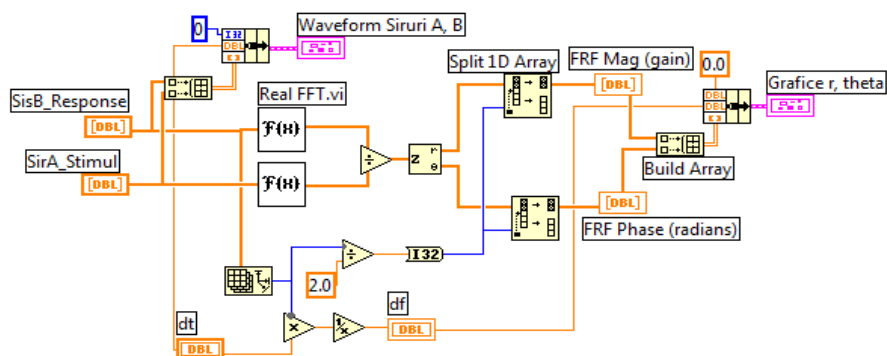 0
I32
DBL
[ ]
Waveform Siruri A, B
Split 1D Array
FRF Mag (gain)
[DBL]
0.0
DBL
DBL
[ ]
Grafice r, theta
SisB_Response
[DBL]
Real FFT.vi
F(x)
÷
z
r
θ
SirA_Stimul
[DBL]
F(x)
Build Array
[DBL]
FRF Phase (radians)
÷
I32
2.0
dt
DBL
×
1/x
df
DBL